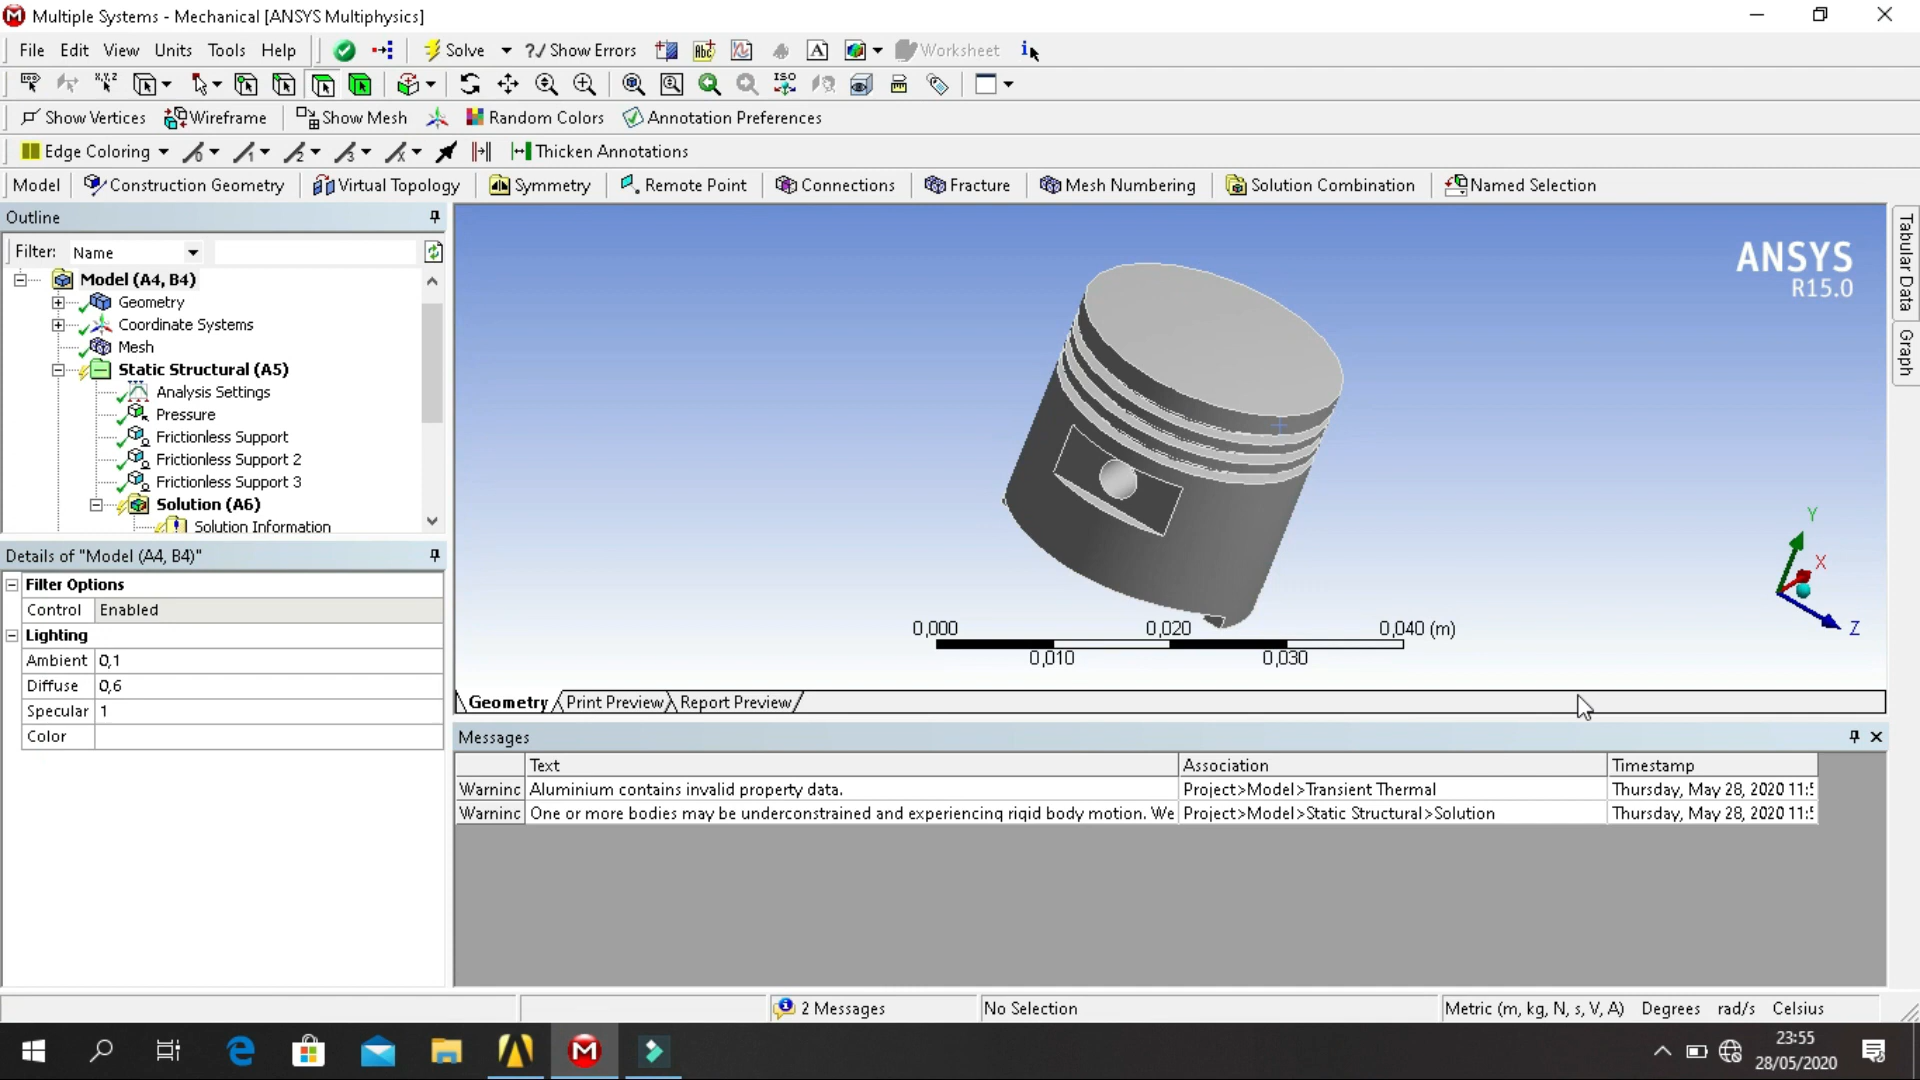 Multiple Systems - Mechanical [ANSYS Multiphysics]
File Edit View Units Tools Help Solve ?/ Show Errors Worksheet
Show Vertices Wireframe Show Mesh Random Colors Annotation Preferences
Edge Coloring Thicken Annotations
Model Construction Geometry Virtual Topology Symmetry Remote Point Connections Fracture Mesh Numbering Solution Combination Named Selection
Outline
Filter: Name
Model (A4, B4)
Geometry
Coordinate Systems
Mesh
Static Structural (A5)
Analysis Settings
Pressure
Frictionless Support
Frictionless Support 2
Frictionless Support 3
Solution (A6)
Solution Information
Details of "Model (A4, B4)"
Filter Options
Control Enabled
Lighting
Ambient 0,1
Diffuse 0,6
Specular 1
Color
ANSYS
R15.0
Y
X
Z
0,000 0,020 0,040 (m)
0,010 0,030
Geometry Print Preview Report Preview
Tabular Data
Graph
Messages
Text Association Timestamp
Warninc Aluminium contains invalid property data. Project>Model>Transient Thermal Thursday, May 28, 2020 11:5
Warninc One or more bodies may be underconstrained and experiencing rigid body motion. We Project>Model>Static Structural>Solution Thursday, May 28, 2020 11:5
2 Messages No Selection Metric (m, kg, N, s, V, A) Degrees rad/s Celsius
23:55
28/05/2020